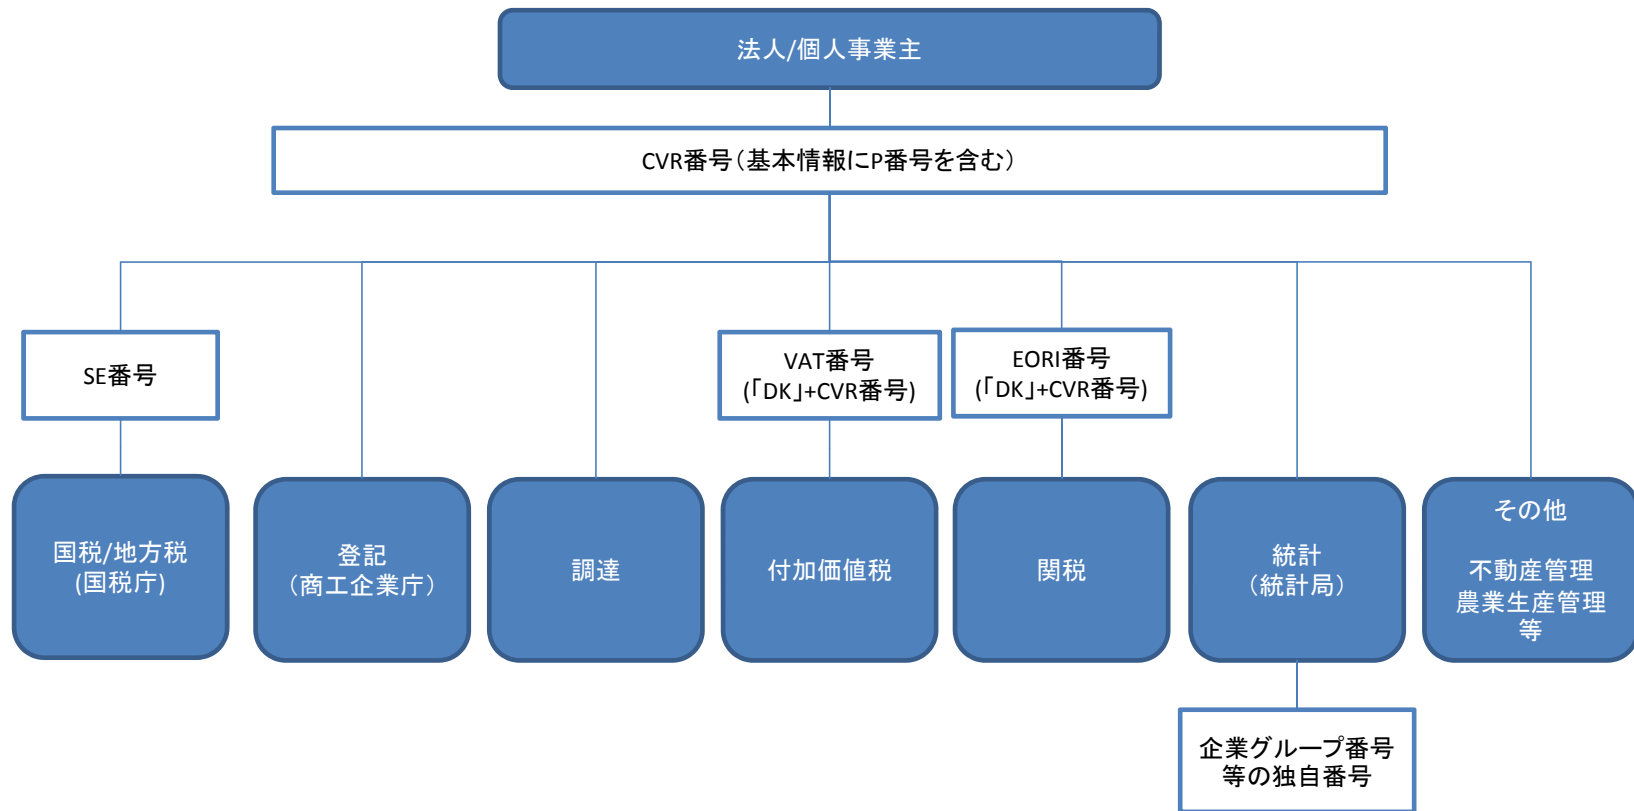 法人/個人事業主
CVR番号（基本情報にP番号を含む）
SE番号
VAT番号
(「DK」+CVR番号)
EORI番号
(「DK」+CVR番号)
国税/地方税
(国税庁)
登記
（商工企業庁）
調達
付加価値税
関税
統計
（統計局）
その他
不動産管理
農業生産管理
等
企業グループ番号
等の独自番号